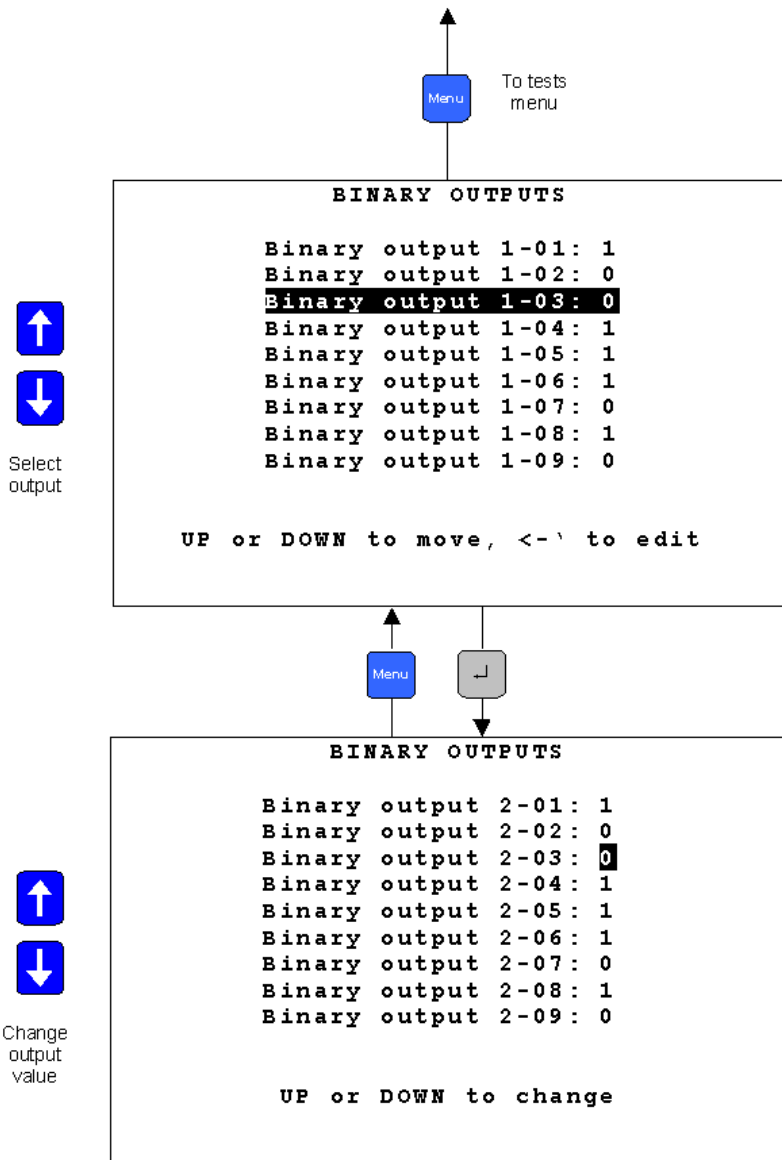 Menu
To tests
menu
BINARY OUTPUTS
Binary output 1-01: 1
Binary output 1-02: 0
Binary output 1-03: 0
Binary output 1-04: 1
Binary output 1-05: 1
Binary output 1-06: 1
Binary output 1-07: 0
Binary output 1-08: 1
Binary output 1-09: 0
Select
output
UP or DOWN to move, <-‵ to edit
Menu
BINARY OUTPUTS
Binary output 2-01: 1
Binary output 2-02: 0
Binary output 2-03: 0
Binary output 2-04: 1
Binary output 2-05: 1
Binary output 2-06: 1
Binary output 2-07: 0
Binary output 2-08: 1
Binary output 2-09: 0
Change
output
value
UP or DOWN to change